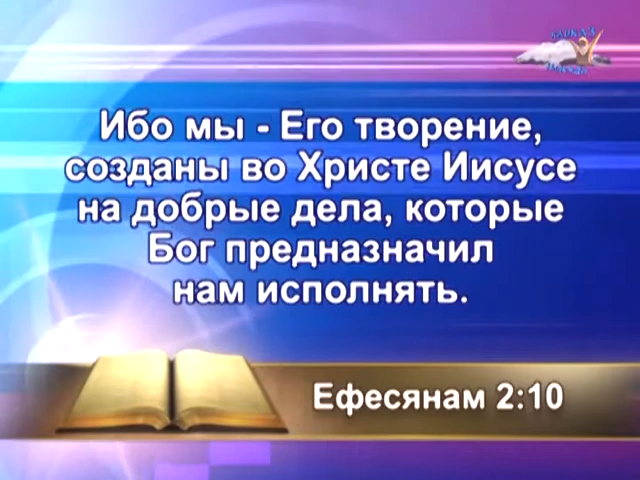 Ибо мы - Его творение,
созданы во Христе Иисусе
на добрые дела, которые
Бог предназначил
нам исполнять.
Ефесянам 2:10